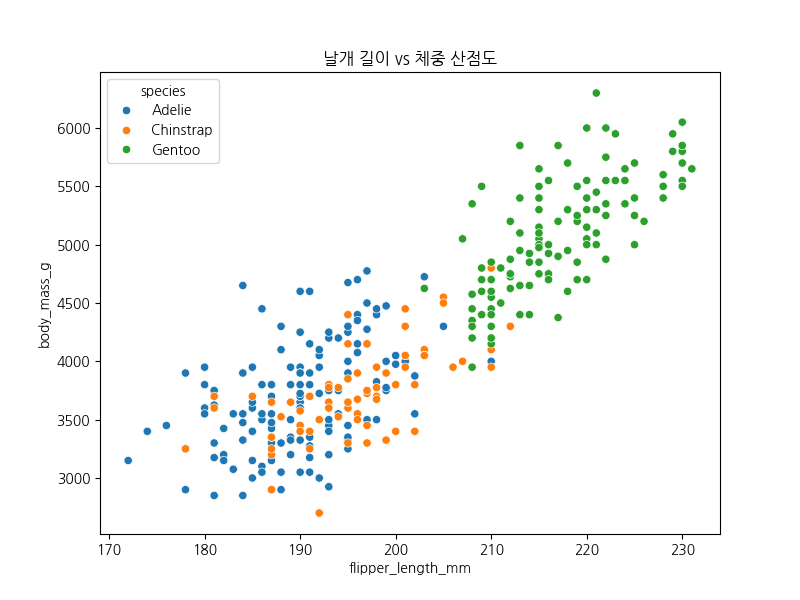 날개 길이 vs 체중 산점도
species
Adelie
Chinstrap
Gentoo
6000
5500
5000
4500
4000
3500
3000
body_mass_g
170 180 190 200 210 220 230
flipper_length_mm